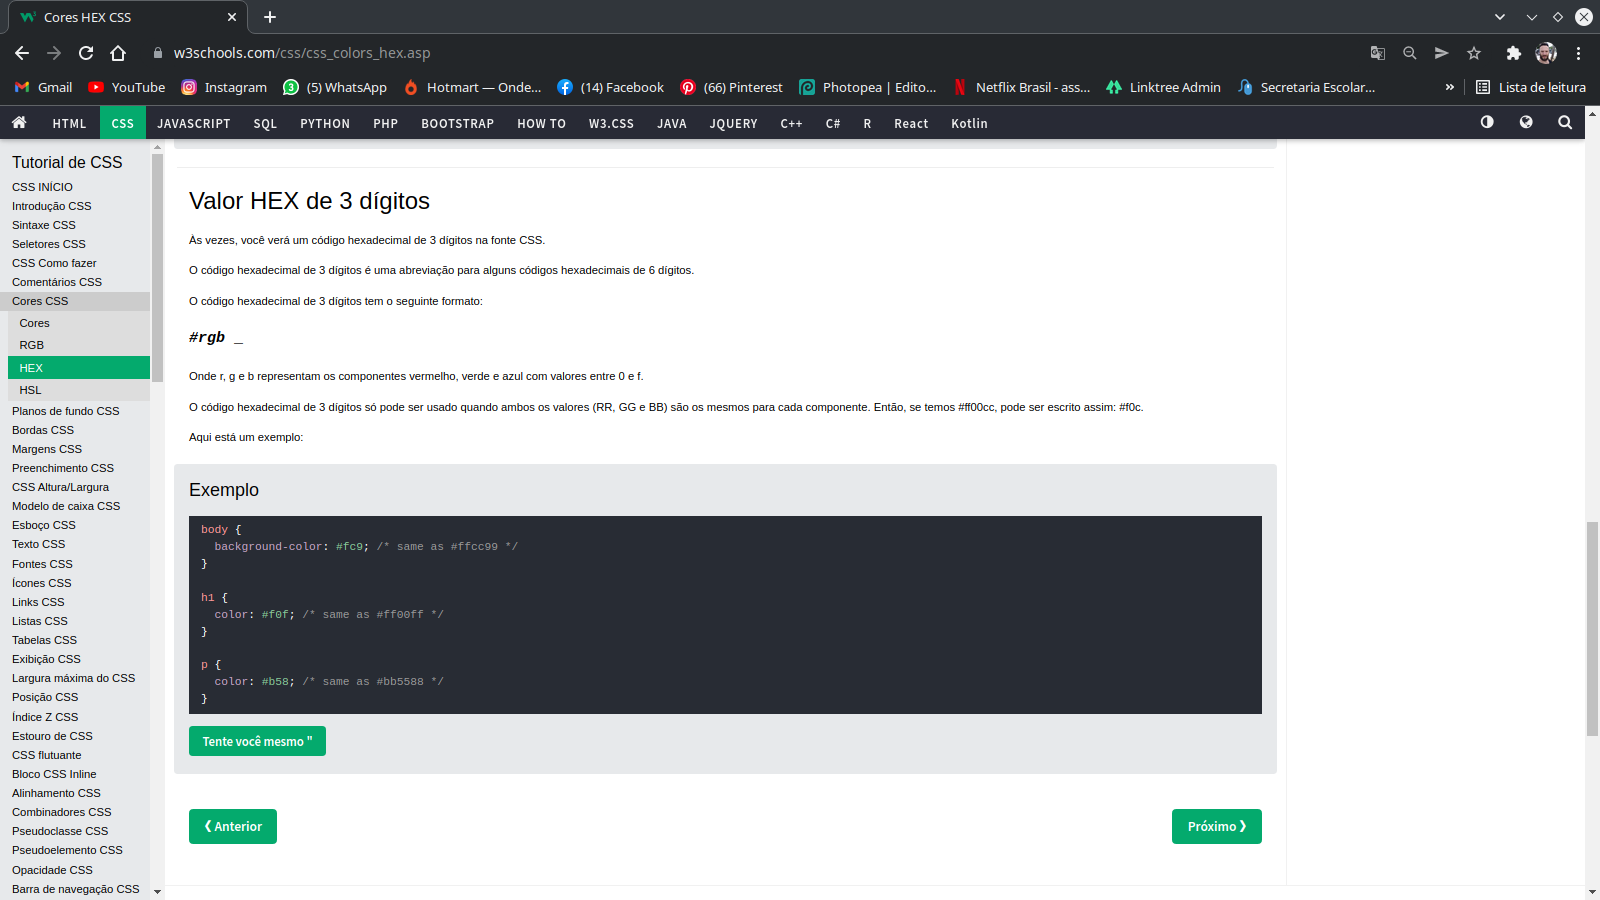 Cores HEX CSS
w3schools.com/css/css_colors_hex.asp
Gmail YouTube Instagram (5) WhatsApp Hotmart — Onde... (14) Facebook (66) Pinterest Photopea | Edito... Netflix Brasil - ass... Linktree Admin Secretaria Escolar... » Lista de leitura
HTML CSS JAVASCRIPT SQL PYTHON PHP BOOTSTRAP HOW TO W3.CSS JAVA JQUERY C++ C# R React Kotlin
Tutorial de CSS
CSS INÍCIO
Introdução CSS
Sintaxe CSS
Seletores CSS
CSS Como fazer
Comentários CSS
Cores CSS
Cores
RGB
HEX
HSL
Planos de fundo CSS
Bordas CSS
Margens CSS
Preenchimento CSS
CSS Altura/Largura
Modelo de caixa CSS
Esboço CSS
Texto CSS
Fontes CSS
Ícones CSS
Links CSS
Listas CSS
Tabelas CSS
Exibição CSS
Largura máxima do CSS
Posição CSS
Índice Z CSS
Estouro de CSS
CSS flutuante
Bloco CSS Inline
Alinhamento CSS
Combinadores CSS
Pseudoclasse CSS
Pseudoelemento CSS
Opacidade CSS
Barra de navegação CSS
Valor HEX de 3 dígitos
Às vezes, você verá um código hexadecimal de 3 dígitos na fonte CSS.
O código hexadecimal de 3 dígitos é uma abreviação para alguns códigos hexadecimais de 6 dígitos.
O código hexadecimal de 3 dígitos tem o seguinte formato:
#rgb _
Onde r, g e b representam os componentes vermelho, verde e azul com valores entre 0 e f.
O código hexadecimal de 3 dígitos só pode ser usado quando ambos os valores (RR, GG e BB) são os mesmos para cada componente. Então, se temos #ff00cc, pode ser escrito assim: #f0c.
Aqui está um exemplo:
Exemplo
body {
background-color: #fc9; /* same as #ffcc99 */
}
h1 {
color: #f0f; /* same as #ff00ff */
}
p {
color: #b58; /* same as #bb5588 */
}
Tente você mesmo "
❮ Anterior
Próximo ❯